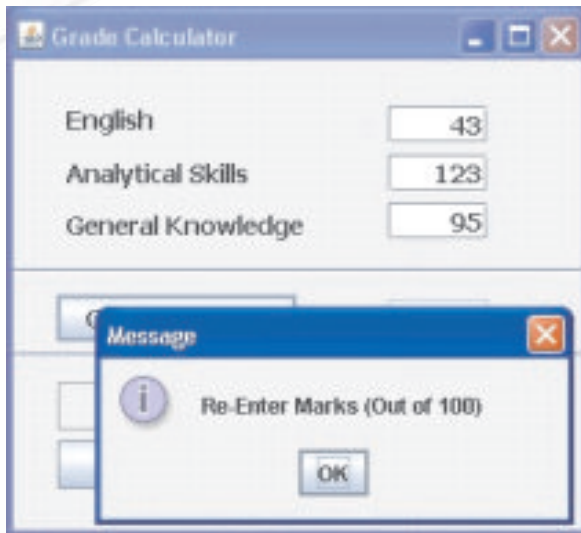 Grade Calculator
English 43
Analytical Skills 123
General Knowledge 95
Message
Re-Enter Marks (Out of 100)
OK